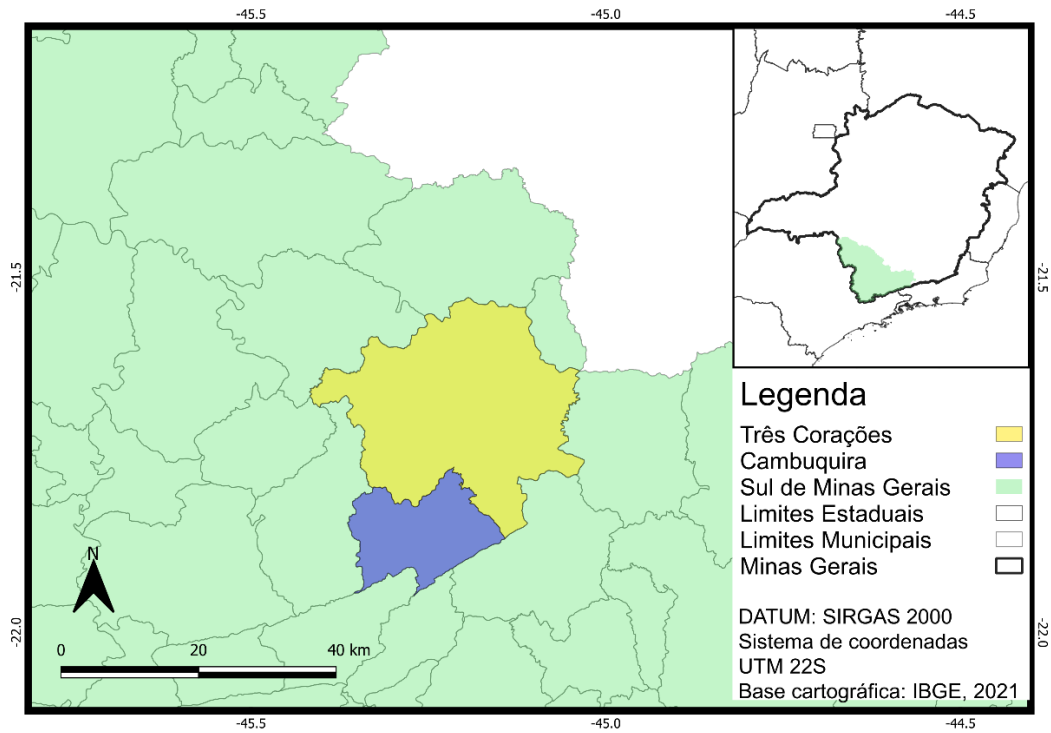 -45.5
-45.0
-44.5
-21.5
-21.5
Legenda
Três Corações
Cambuquira
Sul de Minas Gerais
Limites Estaduais
Limites Municipais
Minas Gerais
N
DATUM: SIRGAS 2000
Sistema de coordenadas
UTM 22S
Base cartográfica: IBGE, 2021
-22.0
-22.0
0
20
40 km
-45.5
-45.0
-44.5